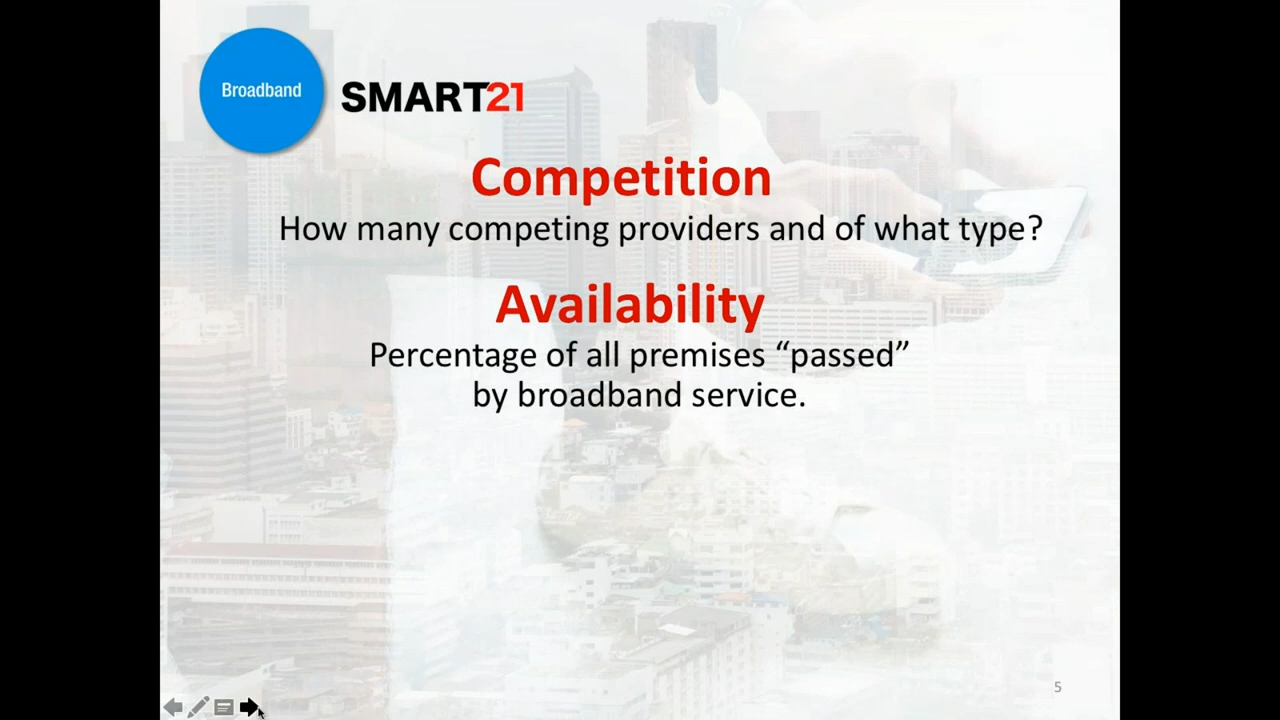 Broadband
SMART21
Competition
How many competing providers and of what type?
Availability
Percentage of all premises “passed”
by broadband service.
5